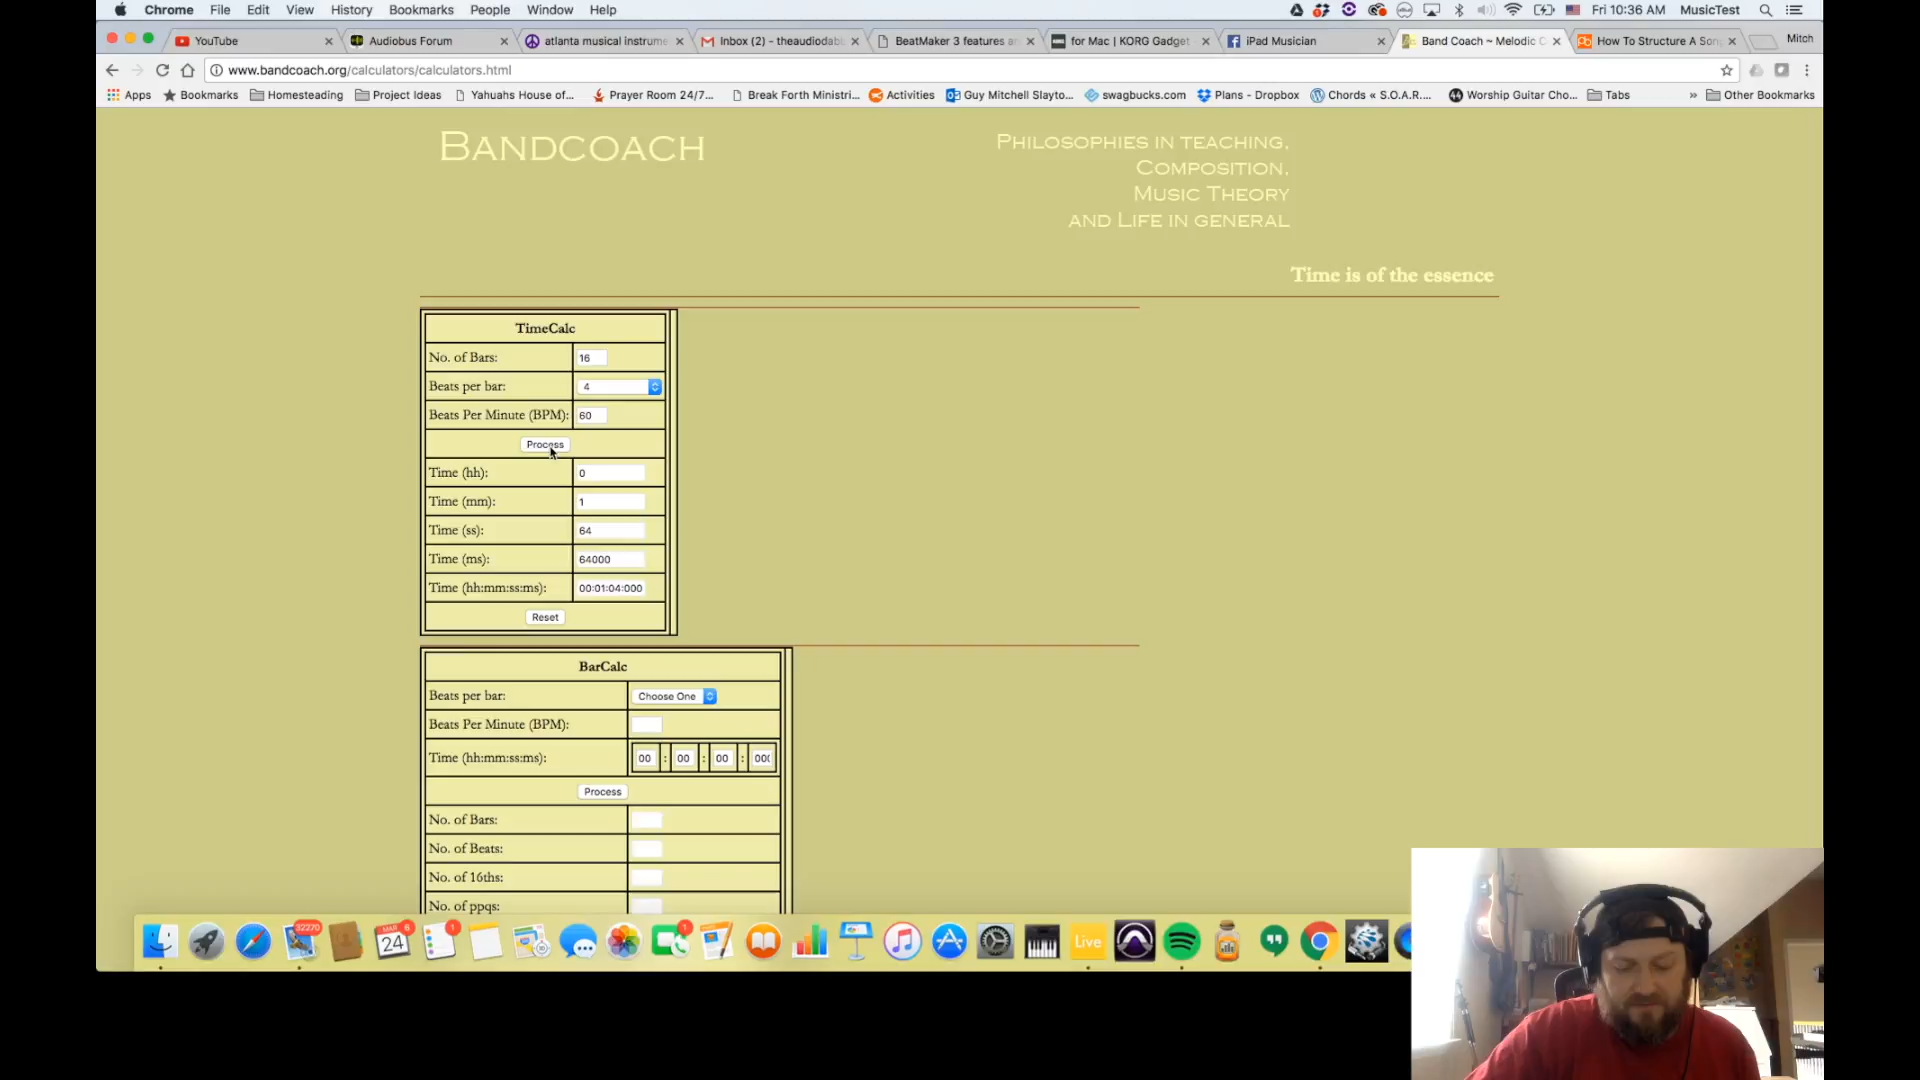 Chrome File Edit View History Bookmarks People Window Help Fri 10:36 AM MusicTest
YouTube Audiobus Forum atlanta musical instrume Inbox (2) - theaudiodab BeatMaker 3 features a for Mac | KORG Gadget iPad Musician Band Coach ~ Melodic C How To Structure A Son Mitch
www.bandcoach.org/calculators/calculators.html
Apps Bookmarks Homesteading Project Ideas Yahuahs House of... Prayer Room 24/7... Break Forth Ministri... Activities Guy Mitchell Slayto... swagbucks.com Plans - Dropbox Chords « S.O.A.R.... Worship Guitar Cho... Tabs » Other Bookmarks
BANDCOACH
PHILOSOPHIES IN TEACHING,
COMPOSITION,
MUSIC THEORY
AND LIFE IN GENERAL
Time is of the essence
TimeCalc
No. of Bars: 16
Beats per bar: 4
Beats Per Minute (BPM): 60
Process
Time (hh): 0
Time (mm): 1
Time (ss): 64
Time (ms): 64000
Time (hh:mm:ss:ms): 00:01:04:000
Reset
BarCalc
Beats per bar: Choose One
Beats Per Minute (BPM):
Time (hh:mm:ss:ms): 00 : 00 : 00 : 000
Process
No. of Bars:
No. of Beats:
No. of 16ths:
No. of ppqs:
32270
MAR 6
24
1
1
Live